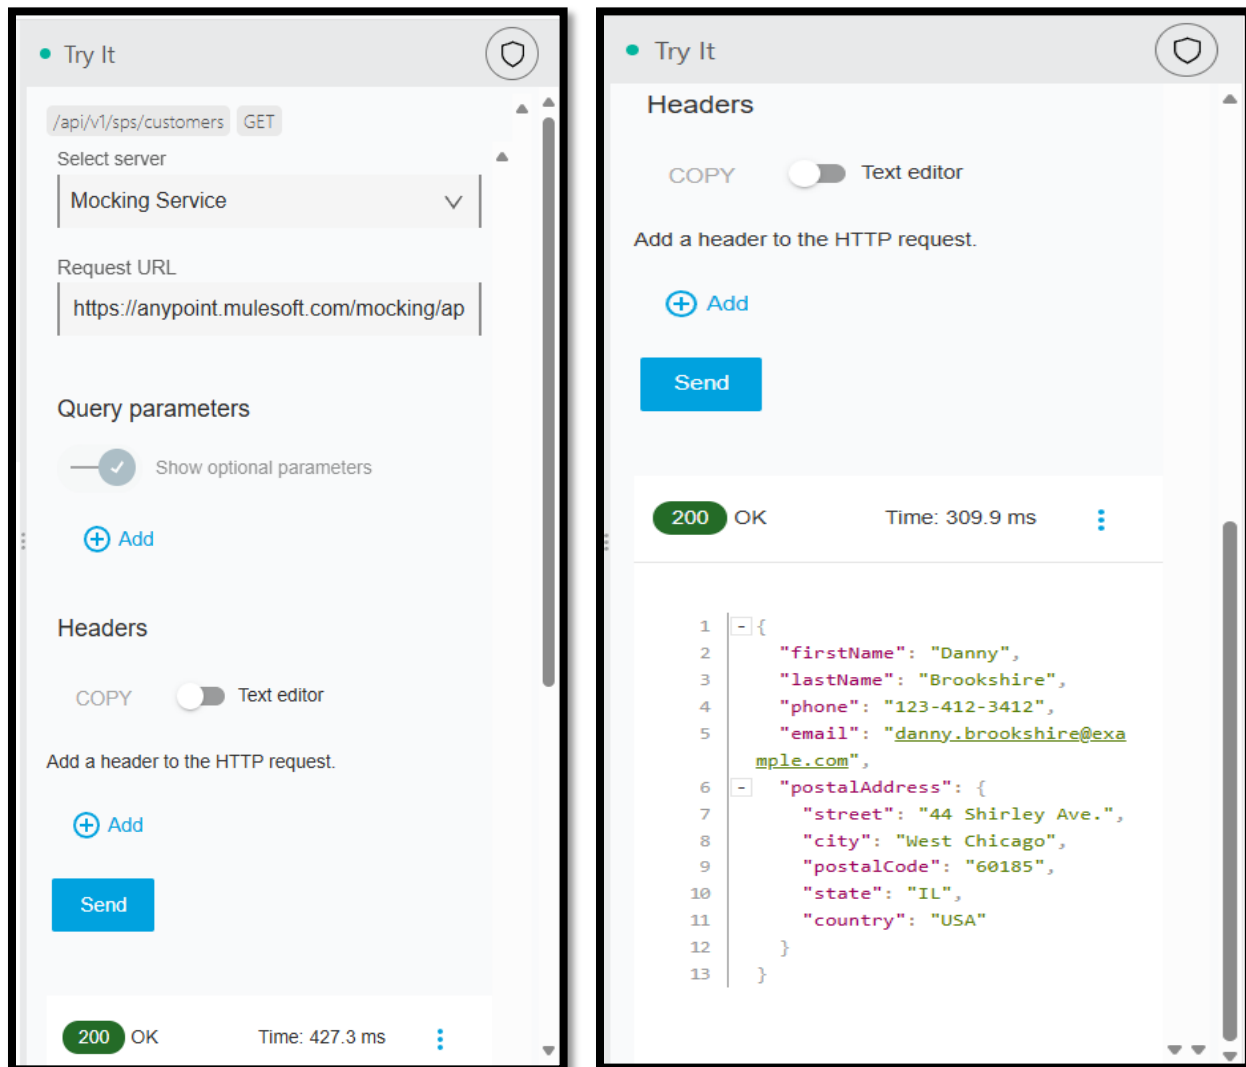 Try It
/api/v1/sps/customers GET
Select server
Mocking Service
Request URL
https://anypoint.mulesoft.com/mocking/ap
Query parameters
Show optional parameters
Add
Headers
COPY Text editor
Add a header to the HTTP request.
Add
Send
200 OK Time: 427.3 ms
Try It
Headers
COPY Text editor
Add a header to the HTTP request.
Add
Send
200 OK Time: 309.9 ms
1 - {
2 "firstName": "Danny",
3 "lastName": "Brookshire",
4 "phone": "123-412-3412",
5 "email": "danny.brookshire@exa
mple.com",
6 - "postalAddress": {
7 "street": "44 Shirley Ave.",
8 "city": "West Chicago",
9 "postalCode": "60185",
10 "state": "IL",
11 "country": "USA"
12 }
13 }